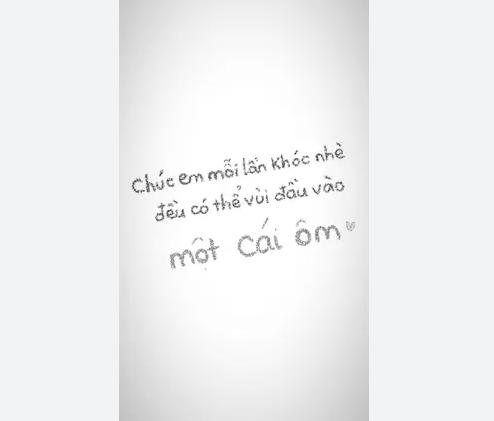 Chúc em mỗi lần khóc nhè
đều có thể vùi đầu vào
một cái ôm